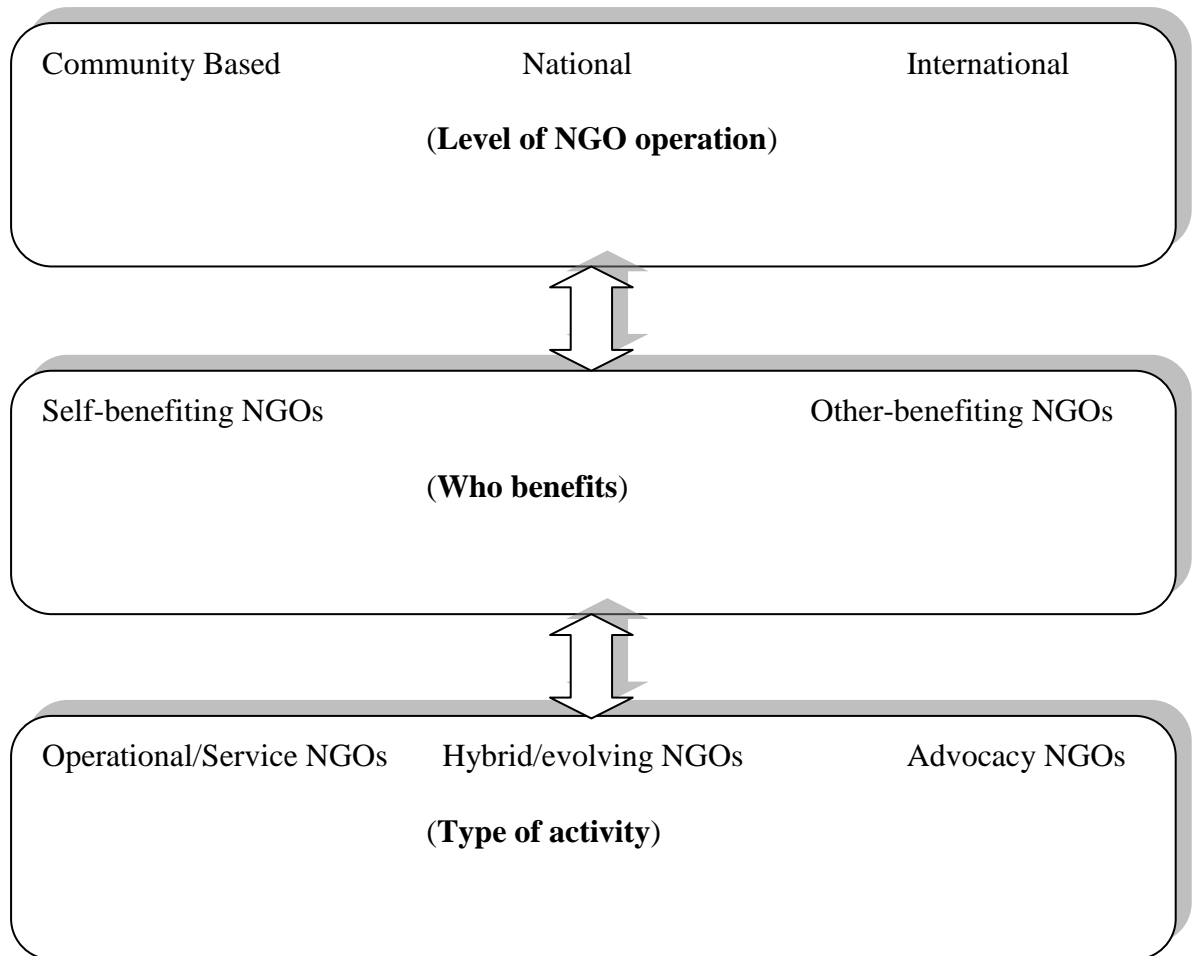 Community Based National International
(Level of NGO operation)
Self-benefiting NGOs Other-benefiting NGOs
(Who benefits)
Operational/Service NGOs Hybrid/evolving NGOs Advocacy NGOs
(Type of activity)